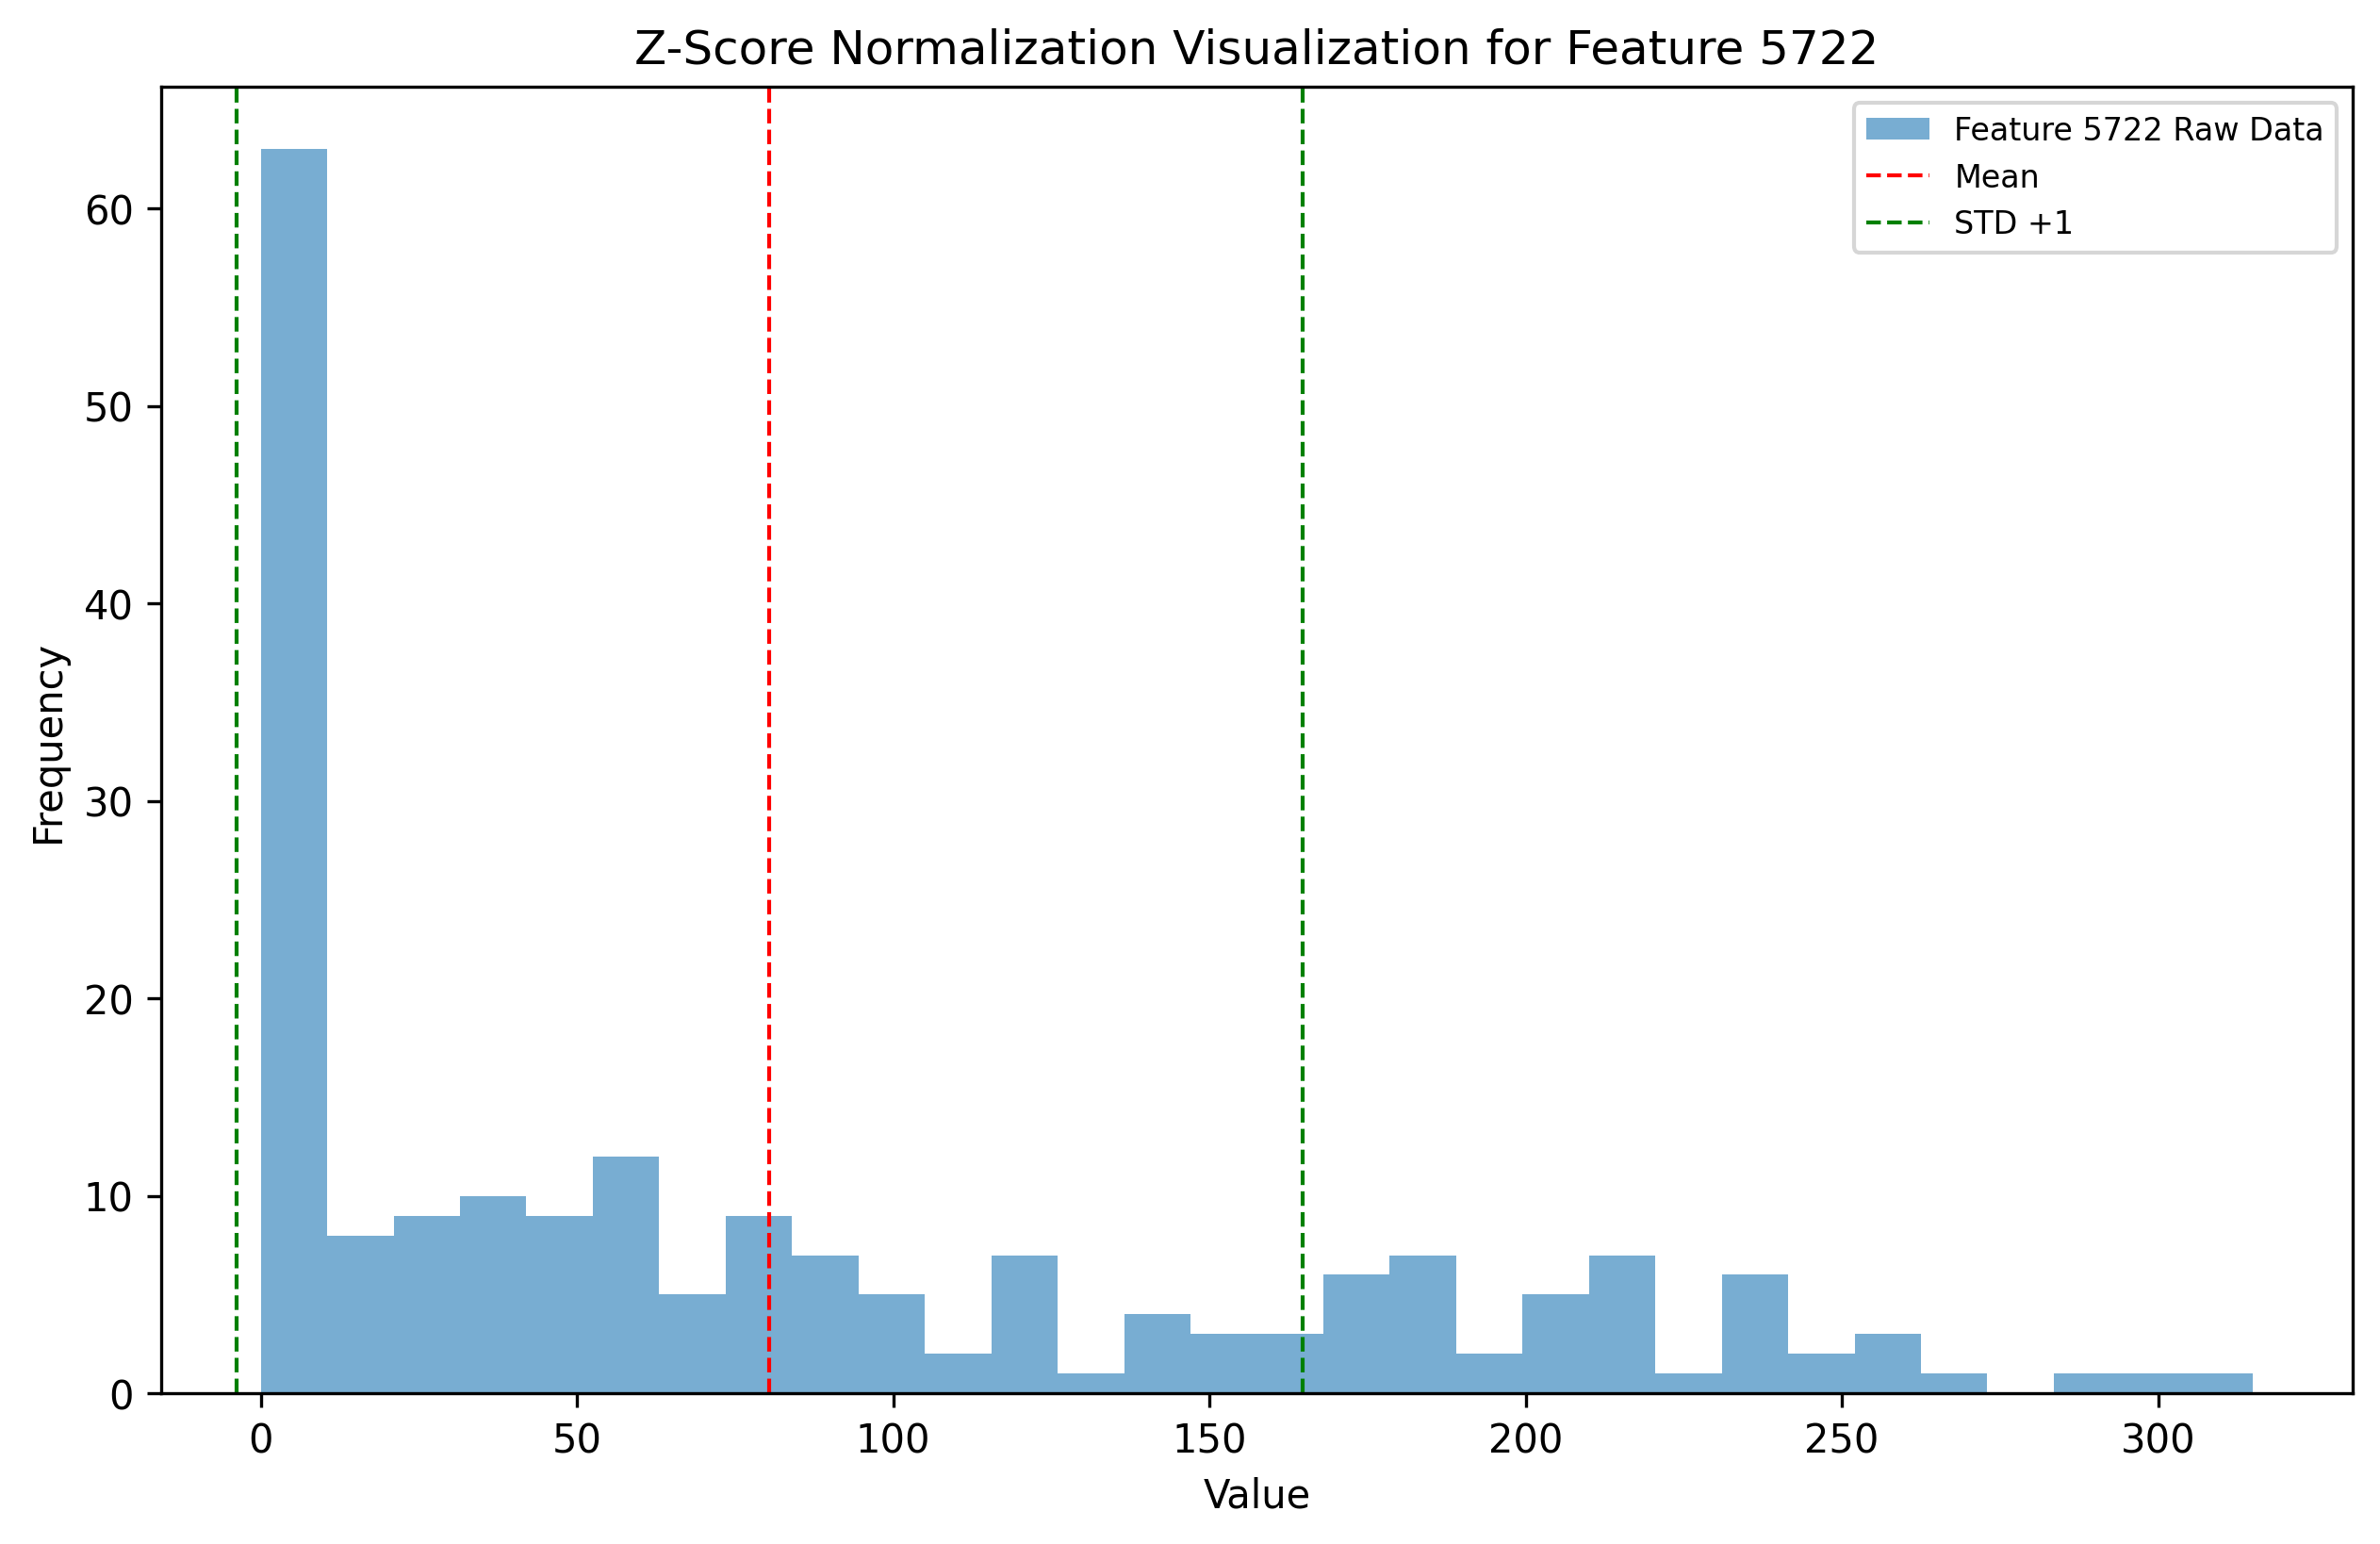 Z-Score Normalization Visualization for Feature 5722
Feature 5722 Raw Data
Mean
STD +1
Frequency
60
50
40
30
20
10
0
0 50 100 150 200 250 300
Value